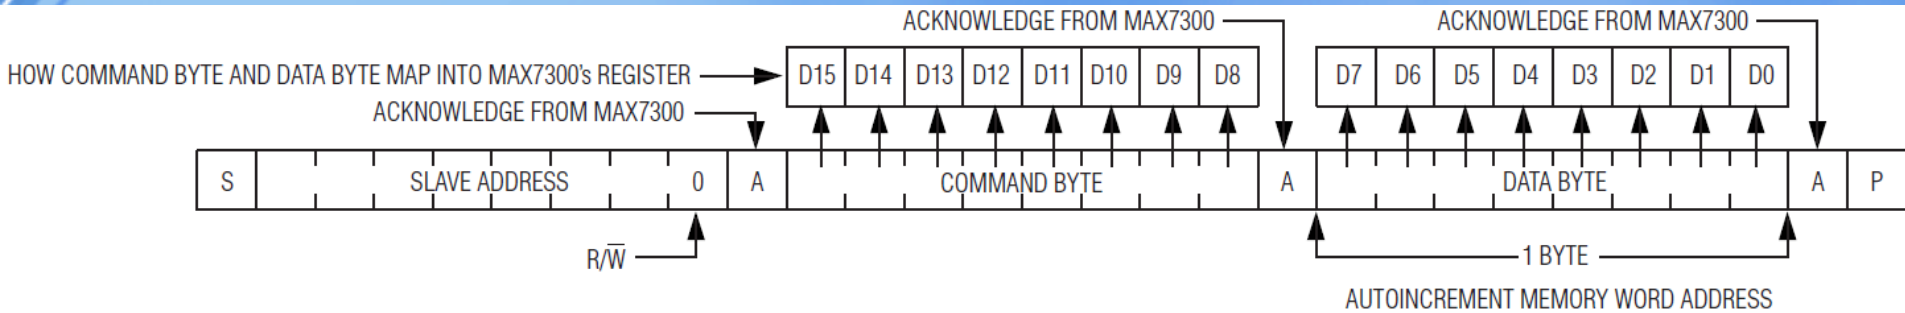 ACKNOWLEDGE FROM MAX7300 ACKNOWLEDGE FROM MAX7300
HOW COMMAND BYTE AND DATA BYTE MAP INTO MAX7300's REGISTER D15 D14 D13 D12 D11 D10 D9 D8 D7 D6 D5 D4 D3 D2 D1 D0
ACKNOWLEDGE FROM MAX7300
S SLAVE ADDRESS 0 A COMMAND BYTE A DATA BYTE A P
R/W̅ 1 BYTE
AUTOINCREMENT MEMORY WORD ADDRESS